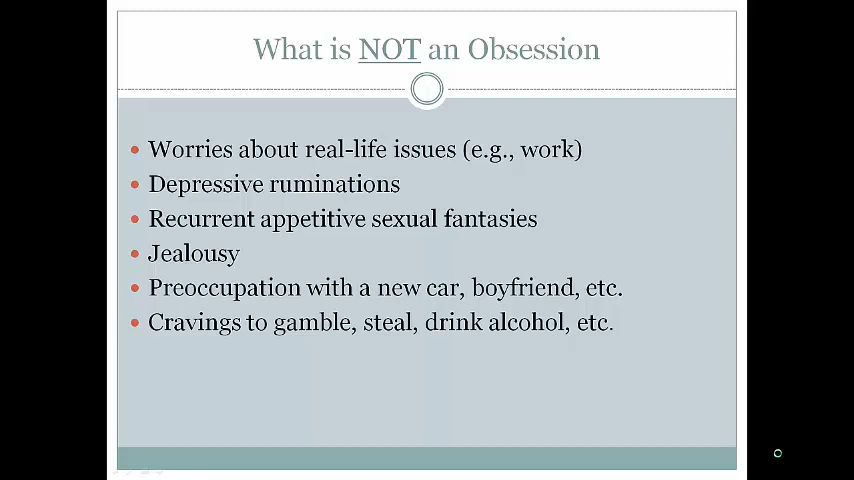 What is NOT an Obsession
• Worries about real-life issues (e.g., work)
• Depressive ruminations
• Recurrent appetitive sexual fantasies
• Jealousy
• Preoccupation with a new car, boyfriend, etc.
• Cravings to gamble, steal, drink alcohol, etc.